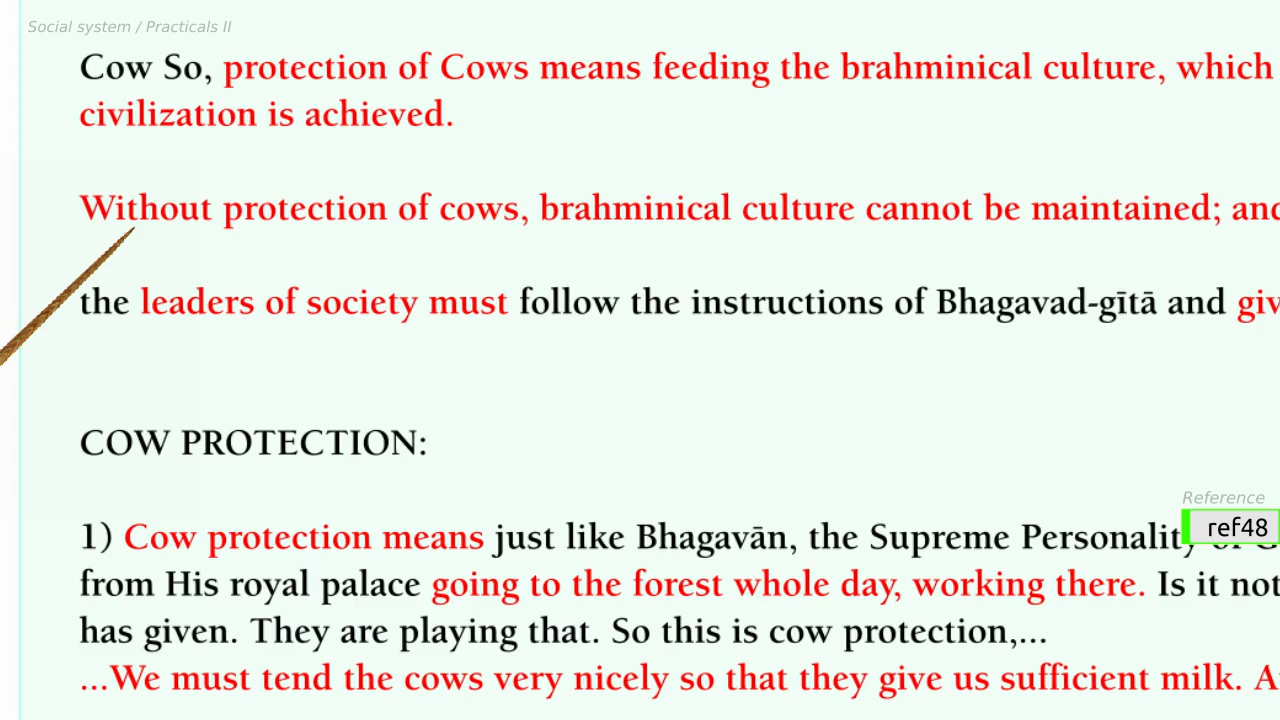 Social system / Practicals II
Cow So, protection of Cows means feeding the brahminical culture, which
civilization is achieved.
Without protection of cows, brahminical culture cannot be maintained; and
the leaders of society must follow the instructions of Bhagavad-gītā and
COW PROTECTION:
Reference
ref48
1) Cow protection means just like Bhagavān, the Supreme Personality
from His royal palace going to the forest whole day, working there. Is it not
has given. They are playing that. So this is cow protection,...
...We must tend the cows very nicely so that they give us sufficient milk.